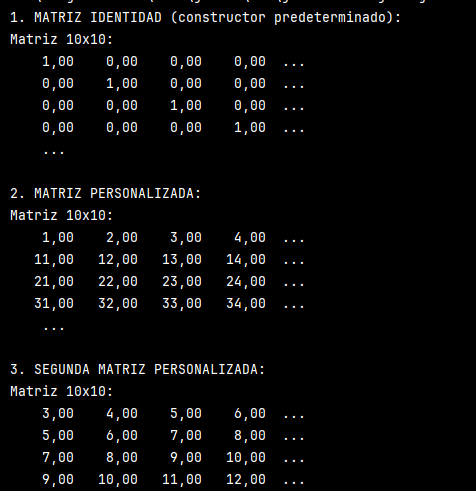 1. MATRIZ IDENTIDAD (constructor predeterminado):
Matriz 10x10:
1,00 0,00 0,00 0,00 ...
0,00 1,00 0,00 0,00 ...
0,00 0,00 1,00 0,00 ...
0,00 0,00 0,00 1,00 ...
...
2. MATRIZ PERSONALIZADA:
Matriz 10x10:
1,00 2,00 3,00 4,00 ...
11,00 12,00 13,00 14,00 ...
21,00 22,00 23,00 24,00 ...
31,00 32,00 33,00 34,00 ...
...
3. SEGUNDA MATRIZ PERSONALIZADA:
Matriz 10x10:
3,00 4,00 5,00 6,00 ...
5,00 6,00 7,00 8,00 ...
7,00 8,00 9,00 10,00 ...
9,00 10,00 11,00 12,00 ...